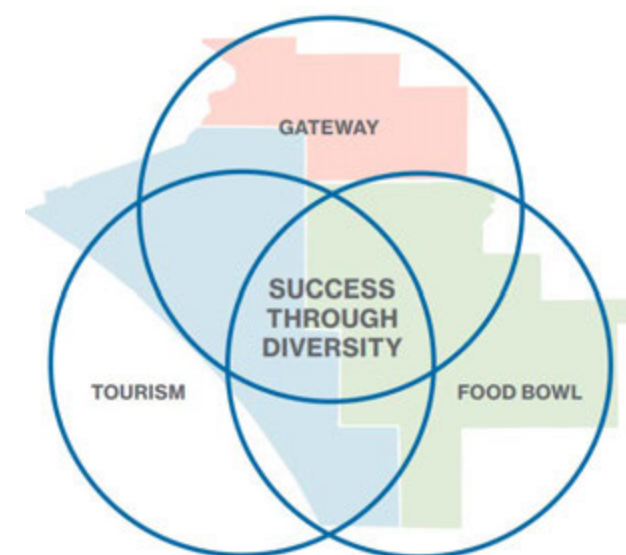 GATEWAY
SUCCESS
THROUGH
DIVERSITY
TOURISM
FOOD BOWL